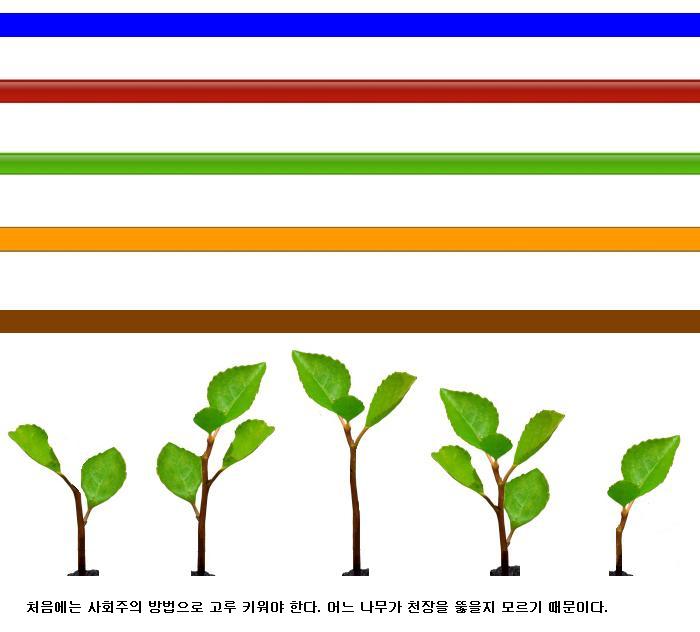 처음에는 사회주의 방법으로 고루 키워야 한다. 어느 나무가 천장을 뚫을지 모르기 때문이다.